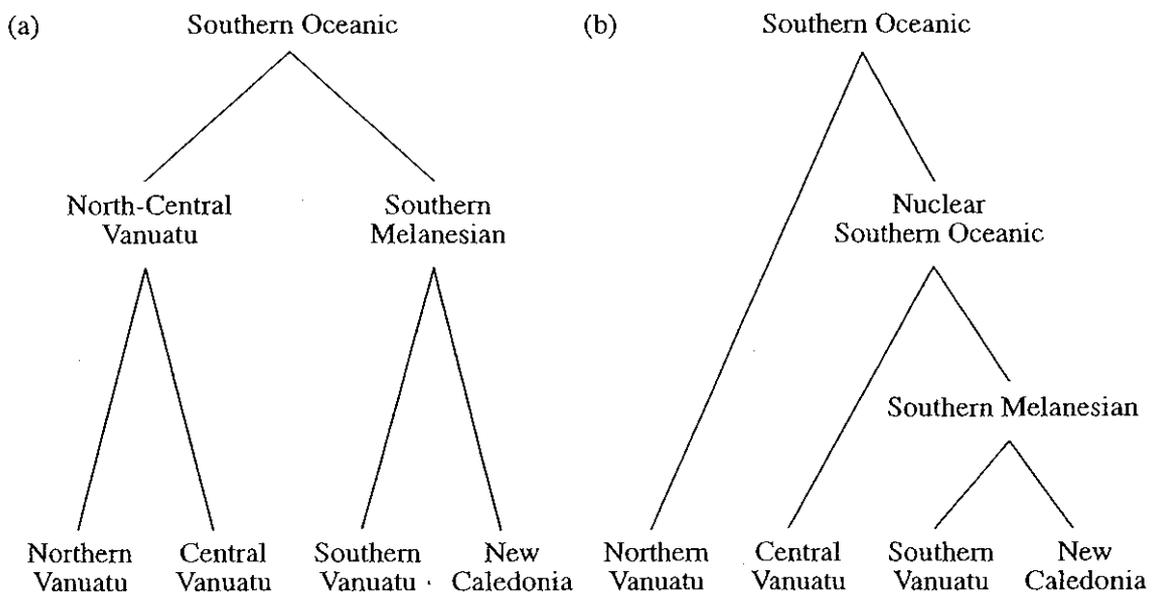 (a)
Southern Oceanic
North-Central
Vanuatu
Southern
Melanesian
Northern
Vanuatu
Central
Vanuatu
Southern
Vanuatu
New
Caledonia
(b)
Southern Oceanic
Nuclear
Southern Oceanic
Southern Melanesian
Northern
Vanuatu
Central
Vanuatu
Southern
Vanuatu
New
Caledonia